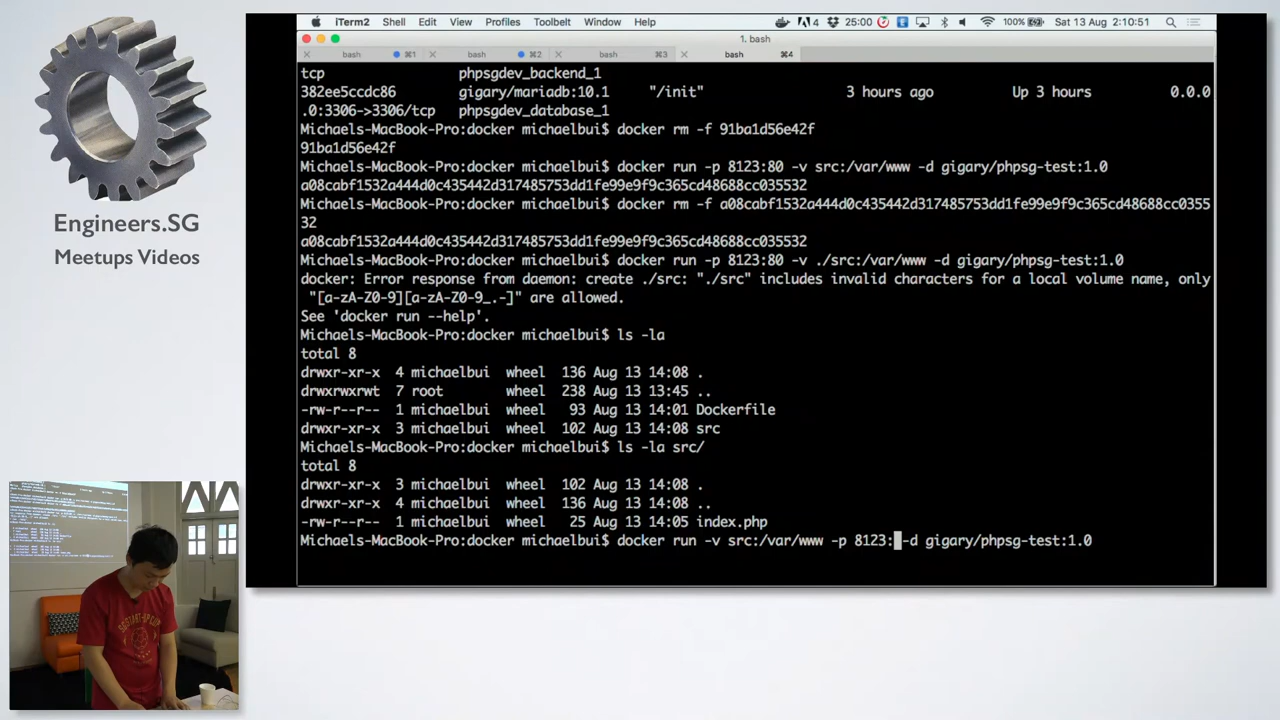 Engineers.SG
Meetups Videos
iTerm2 Shell Edit View Profiles Toolbelt Window Help 4 25:00 100% Sat 13 Aug 2:10:51
1. bash
bash ⌘1 bash ⌘2 bash ⌘3 bash ⌘4
tcp phpsgdev_backend_1
382ee5ccdc86 gigary/mariadb:10.1 "/init" 3 hours ago Up 3 hours 0.0.0
.0:3306->3306/tcp phpsgdev_database_1
Michaels-MacBook-Pro:docker michaelbui$ docker rm -f 91ba1d56e42f
91ba1d56e42f
Michaels-MacBook-Pro:docker michaelbui$ docker run -p 8123:80 -v src:/var/www -d gigary/phpsg-test:1.0
a08cabf1532a444d0c435442d317485753dd1fe99e9f9c365cd48688cc035532
Michaels-MacBook-Pro:docker michaelbui$ docker rm -f a08cabf1532a444d0c435442d317485753dd1fe99e9f9c365cd48688cc0355
32
a08cabf1532a444d0c435442d317485753dd1fe99e9f9c365cd48688cc035532
Michaels-MacBook-Pro:docker michaelbui$ docker run -p 8123:80 -v ./src:/var/www -d gigary/phpsg-test:1.0
docker: Error response from daemon: create ./src: "./src" includes invalid characters for a local volume name, only
"[a-zA-Z0-9][a-zA-Z0-9_.-]" are allowed.
See 'docker run --help'.
Michaels-MacBook-Pro:docker michaelbui$ ls -la
total 8
drwxr-xr-x 4 michaelbui wheel 136 Aug 13 14:08 .
drwxrwxrwt 7 root wheel 238 Aug 13 13:45 ..
-rw-r--r-- 1 michaelbui wheel 93 Aug 13 14:01 Dockerfile
drwxr-xr-x 3 michaelbui wheel 102 Aug 13 14:08 src
Michaels-MacBook-Pro:docker michaelbui$ ls -la src/
total 8
drwxr-xr-x 3 michaelbui wheel 102 Aug 13 14:08 .
drwxr-xr-x 4 michaelbui wheel 136 Aug 13 14:08 ..
-rw-r--r-- 1 michaelbui wheel 25 Aug 13 14:05 index.php
Michaels-MacBook-Pro:docker michaelbui$ docker run -v src:/var/www -p 8123: -d gigary/phpsg-test:1.0